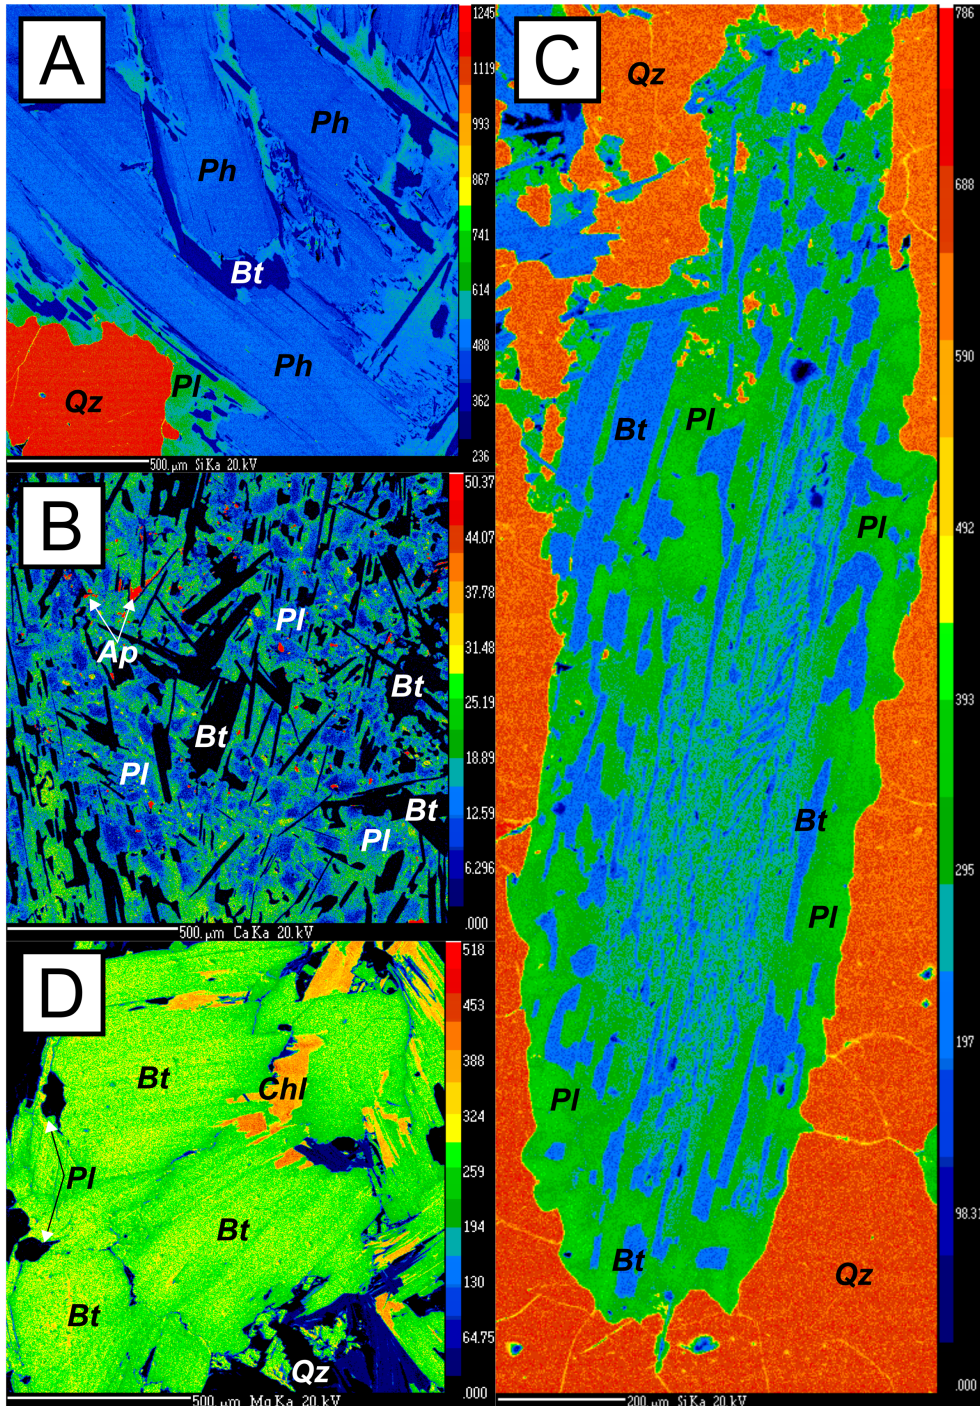 A
Ph
Ph
Bt
Ph
Pl
Qz
1245
1119
993
867
741
614
488
362
236
500. µm SiKa 20.kV
B
Pl
Ap
Bt
Bt
Pl
Bt
Pl
50.37
44.07
37.78
31.48
25.19
18.89
12.59
6.296
.000
500. µm CaKa 20.kV
D
Bt
Chl
Pl
Bt
Bt
Qz
518
453
388
324
259
194
130
64.75
.000
500. µm MgKa 20.kV
C
Qz
Bt
Pl
Pl
Bt
Pl
Pl
Bt
Qz
786
688
590
492
393
295
197
98.31
.000
200. µm SiKa 20.kV